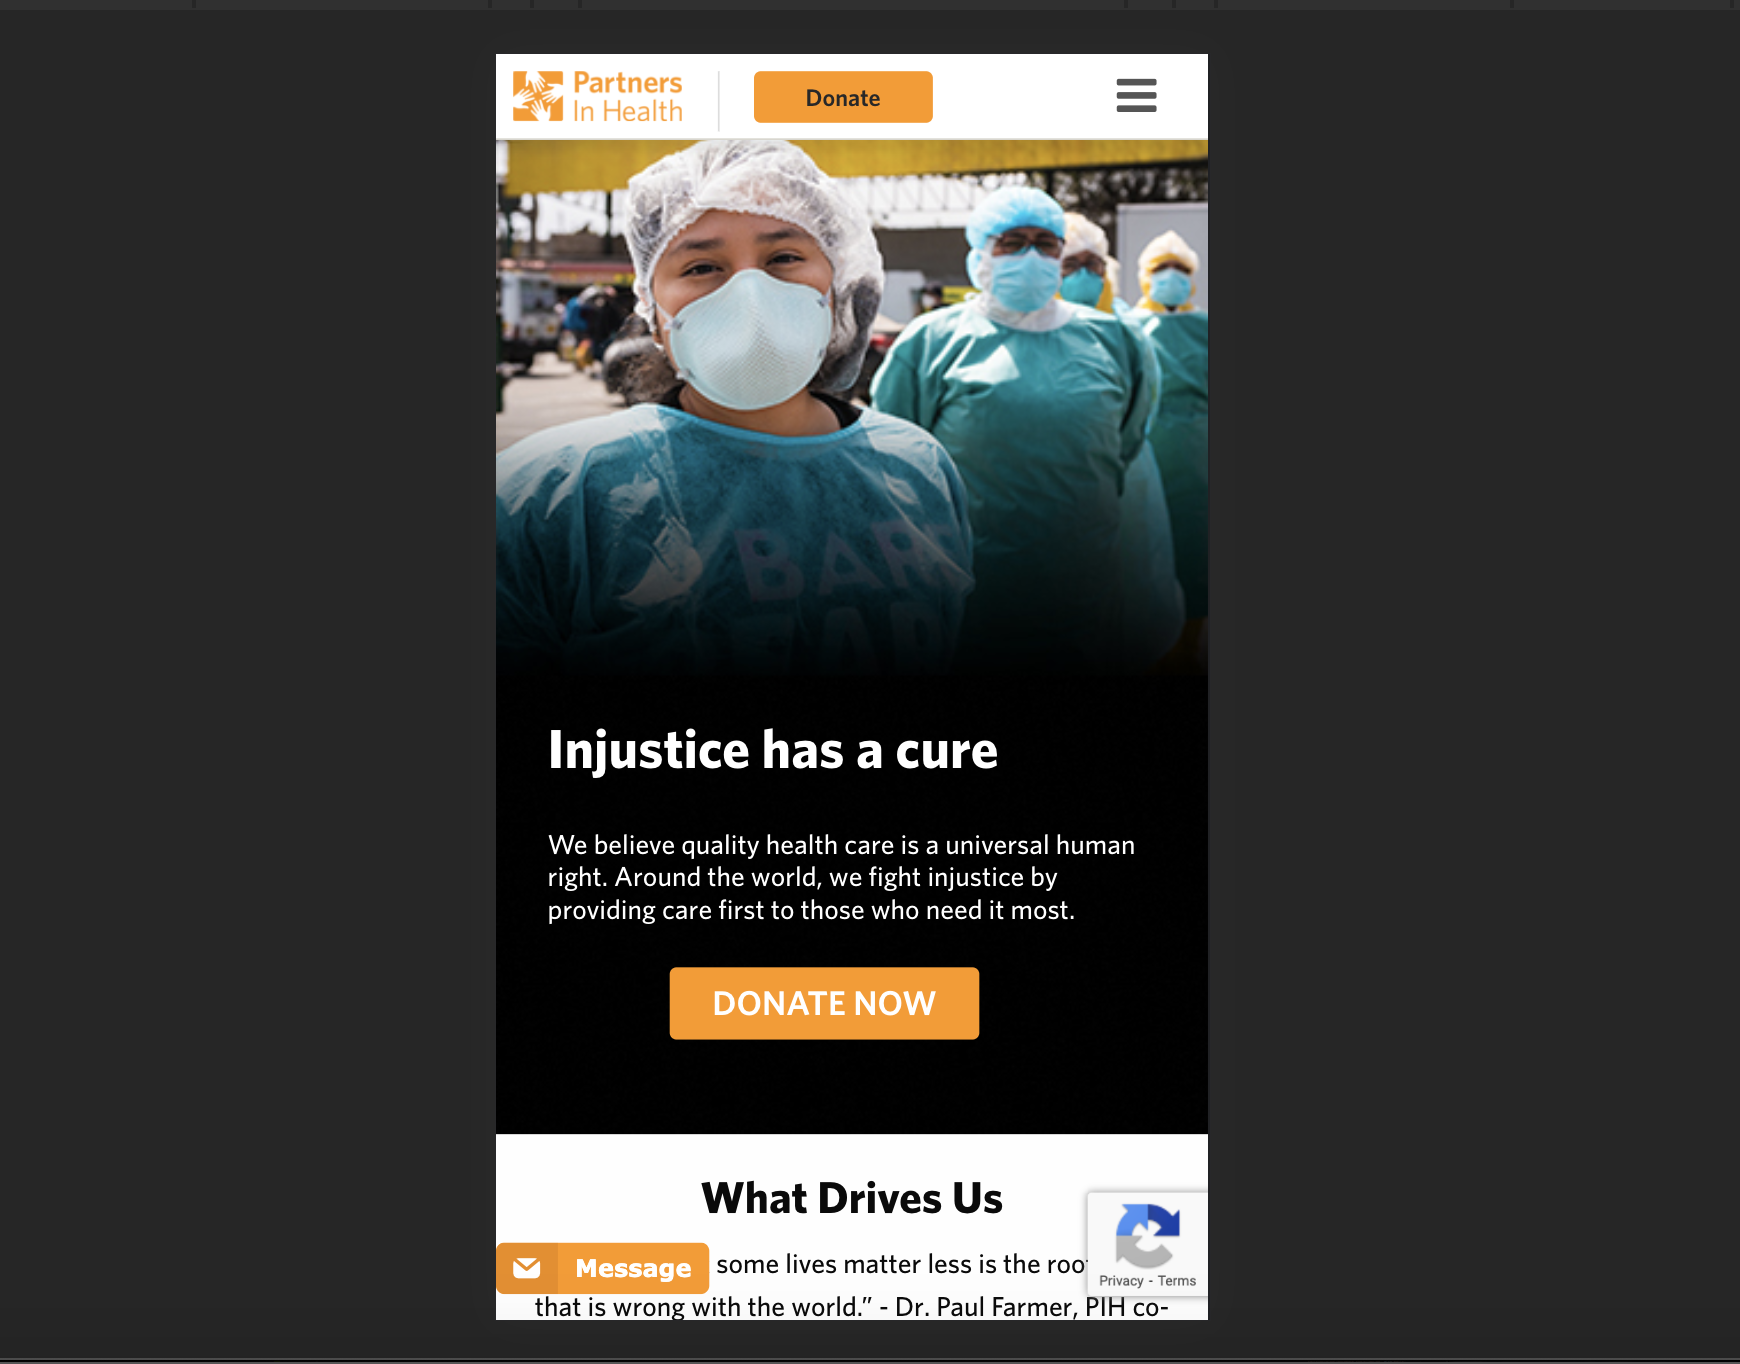 Partners
In Health
Donate
BAR
Injustice has a cure
We believe quality health care is a universal human
right. Around the world, we fight injustice by
providing care first to those who need it most.
DONATE NOW
What Drives Us
Message
some lives matter less is the
that is wrong with the world.” - Dr. Paul Farmer, PIH co-
Privacy - Terms